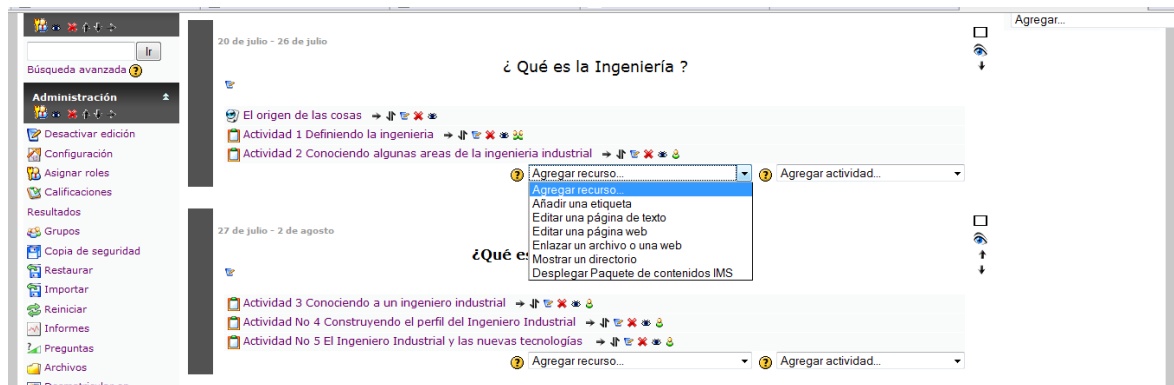 Agregar...
Ir
Búsqueda avanzada
Administración
Desactivar edición
Configuración
Asignar roles
Calificaciones
Resultados
Grupos
Copia de seguridad
Restaurar
Importar
Reiniciar
Informes
Preguntas
Archivos
20 de julio - 26 de julio
¿ Qué es la Ingeniería ?
El origen de las cosas
Actividad 1 Definiendo la ingenieria
Actividad 2 Conociendo algunas areas de la ingenieria industrial
Agregar recurso... Agregar actividad...
Agregar recurso...
Añadir una etiqueta
Editar una página de texto
Editar una página web
Enlazar un archivo o una web
Mostrar un directorio
Desplegar Paquete de contenidos IMS
27 de julio - 2 de agosto
¿Qué es
Actividad 3 Conociendo a un ingeniero industrial
Actividad No 4 Construyendo el perfil del Ingeniero Industrial
Actividad No 5 El Ingeniero Industrial y las nuevas tecnologías
Agregar recurso... Agregar actividad...